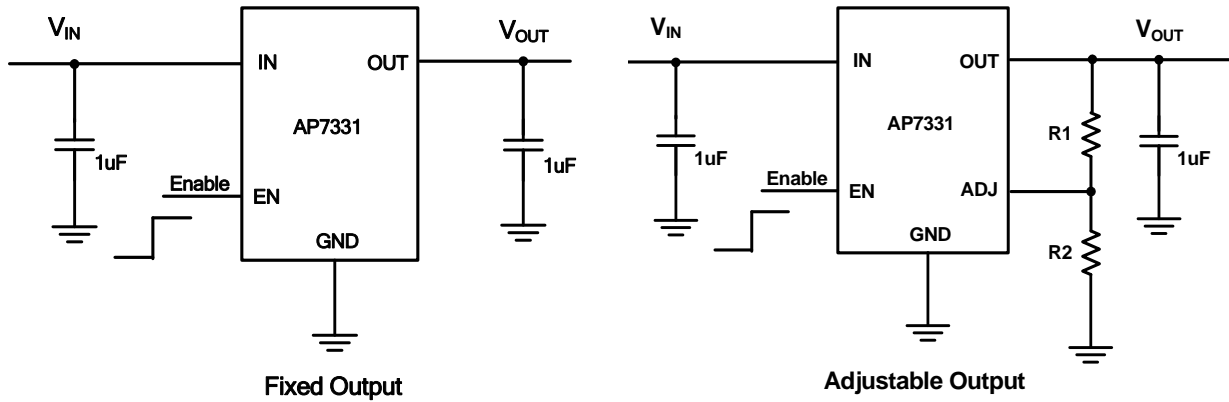 VIN
VOUT
IN
OUT
AP7331
1uF
1uF
Enable
EN
GND
Fixed Output
VIN
VOUT
IN
OUT
AP7331
R1
1uF
1uF
Enable
EN
ADJ
GND
R2
Adjustable Output